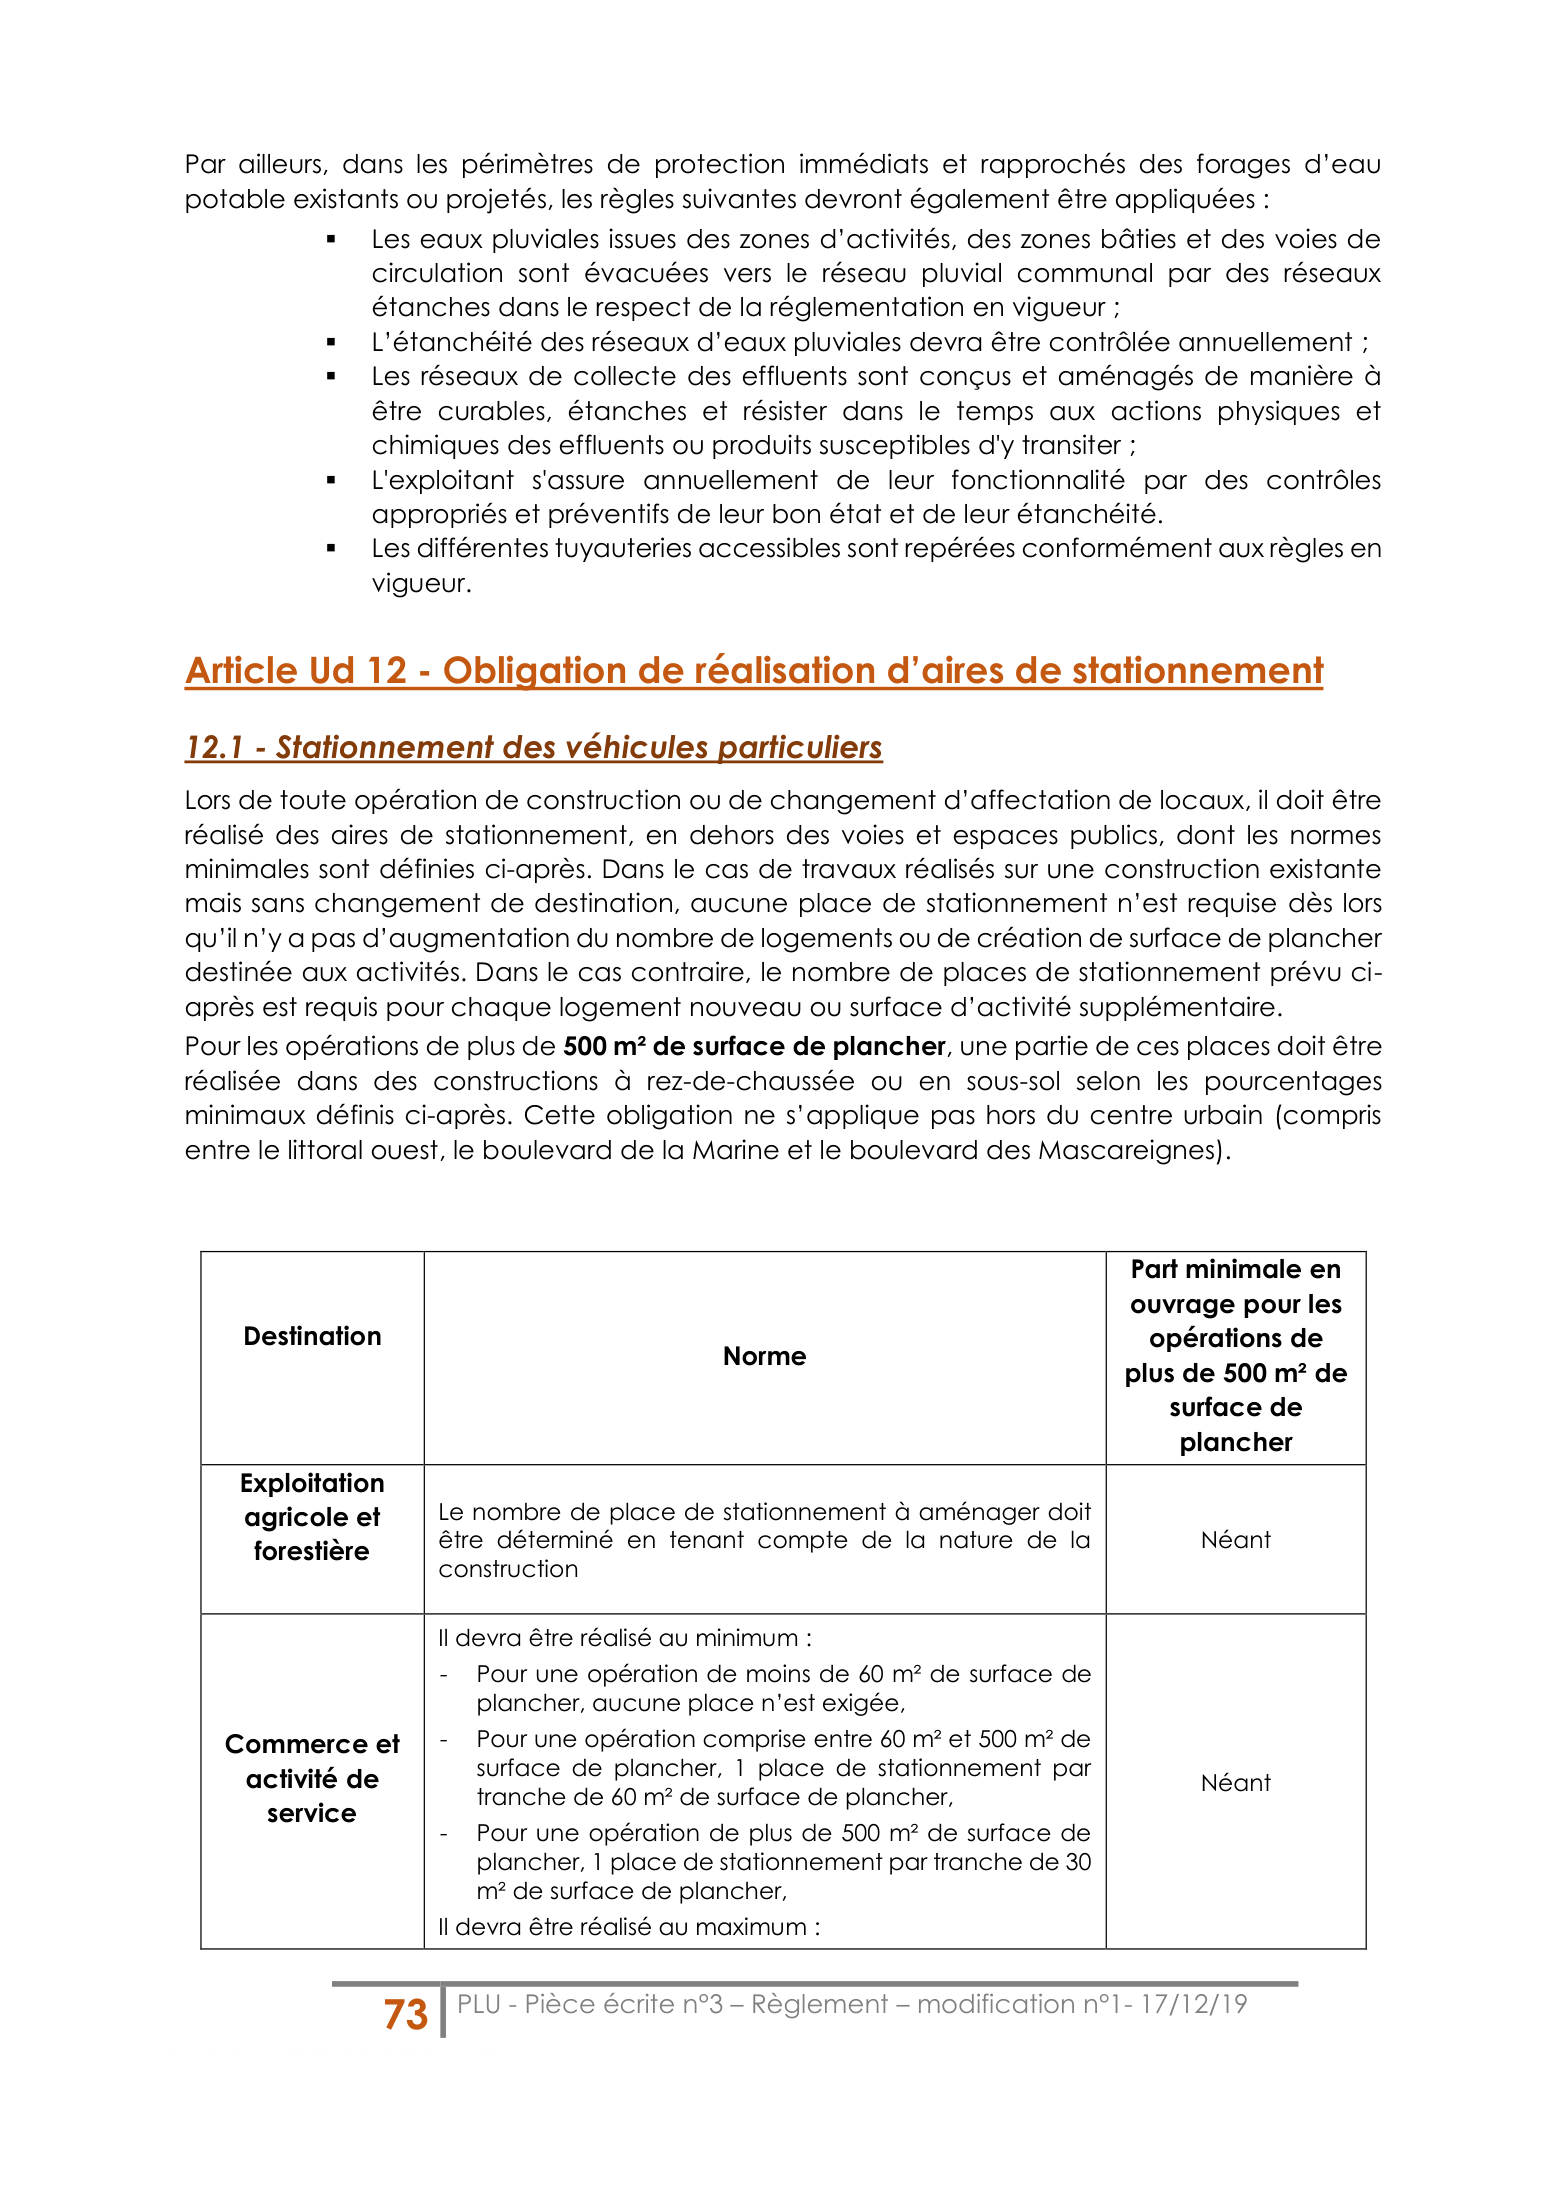 Par ailleurs, dans les périmètres de protection immédiats et rapprochés des forages d’eau
potable existants ou projetés, les règles suivantes devront également être appliquées :
▪ Les eaux pluviales issues des zones d’activités, des zones bâties et des voies de
circulation sont évacuées vers le réseau pluvial communal par des réseaux
étanches dans le respect de la réglementation en vigueur ;
▪ L’étanchéité des réseaux d’eaux pluviales devra être contrôlée annuellement ;
▪ Les réseaux de collecte des effluents sont conçus et aménagés de manière à
être curables, étanches et résister dans le temps aux actions physiques et
chimiques des effluents ou produits susceptibles d'y transiter ;
▪ L'exploitant s'assure annuellement de leur fonctionnalité par des contrôles
appropriés et préventifs de leur bon état et de leur étanchéité.
▪ Les différentes tuyauteries accessibles sont repérées conformément aux règles en
vigueur.
Article Ud 12 - Obligation de réalisation d’aires de stationnement
12.1 - Stationnement des véhicules particuliers
Lors de toute opération de construction ou de changement d’affectation de locaux, il doit être
réalisé des aires de stationnement, en dehors des voies et espaces publics, dont les normes
minimales sont définies ci-après. Dans le cas de travaux réalisés sur une construction existante
mais sans changement de destination, aucune place de stationnement n’est requise dès lors
qu’il n’y a pas d’augmentation du nombre de logements ou de création de surface de plancher
destinée aux activités. Dans le cas contraire, le nombre de places de stationnement prévu ci-
après est requis pour chaque logement nouveau ou surface d’activité supplémentaire.
Pour les opérations de plus de 500 m² de surface de plancher, une partie de ces places doit être
réalisée dans des constructions à rez-de-chaussée ou en sous-sol selon les pourcentages
minimaux définis ci-après. Cette obligation ne s’applique pas hors du centre urbain (compris
entre le littoral ouest, le boulevard de la Marine et le boulevard des Mascareignes).
Destination
Norme
Part minimale en
ouvrage pour les
opérations de
plus de 500 m² de
surface de
plancher
Exploitation
agricole et
forestière
Le nombre de place de stationnement à aménager doit
être déterminé en tenant compte de la nature de la
construction
Néant
Commerce et
activité de
service
Il devra être réalisé au minimum :
- Pour une opération de moins de 60 m² de surface de
plancher, aucune place n’est exigée,
- Pour une opération comprise entre 60 m² et 500 m² de
surface de plancher, 1 place de stationnement par
tranche de 60 m² de surface de plancher,
- Pour une opération de plus de 500 m² de surface de
plancher, 1 place de stationnement par tranche de 30
m² de surface de plancher,
Il devra être réalisé au maximum :
Néant
73 PLU - Pièce écrite n°3 – Règlement – modification n°1- 17/12/19